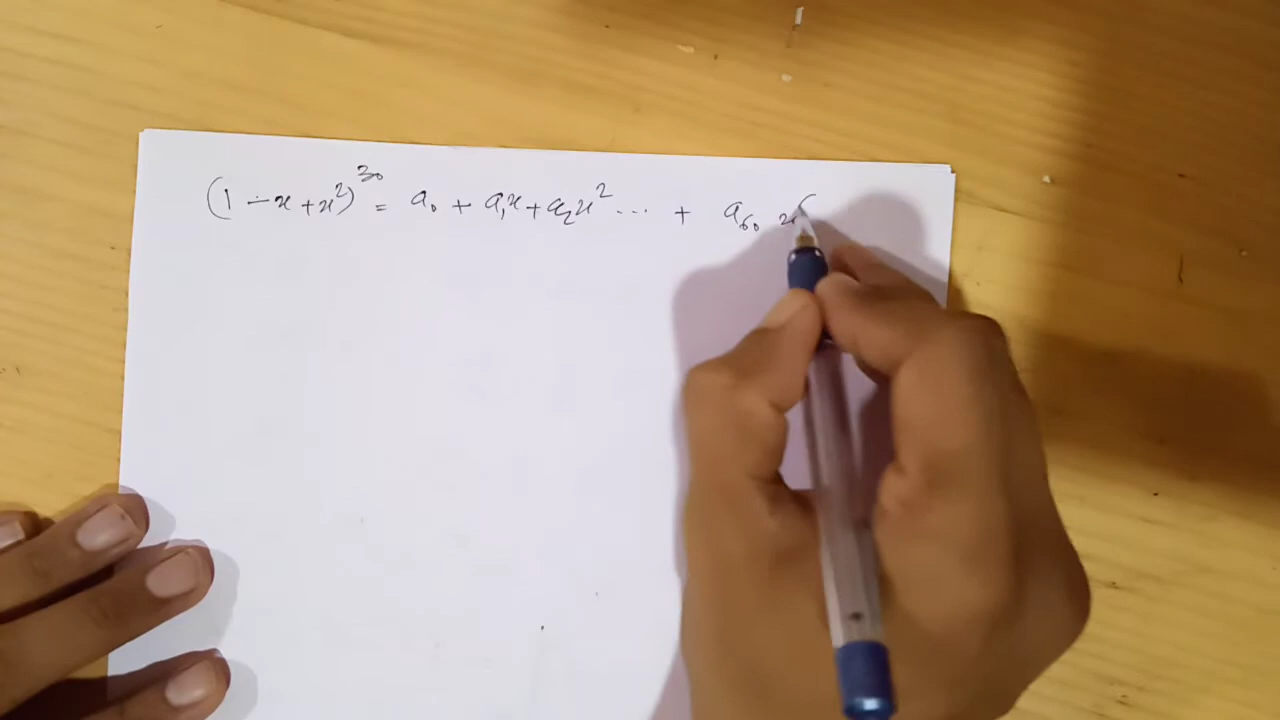 (1 - x + x²)³⁰ = a₀ + a₁x + a₂x² ... + a₆₀ x